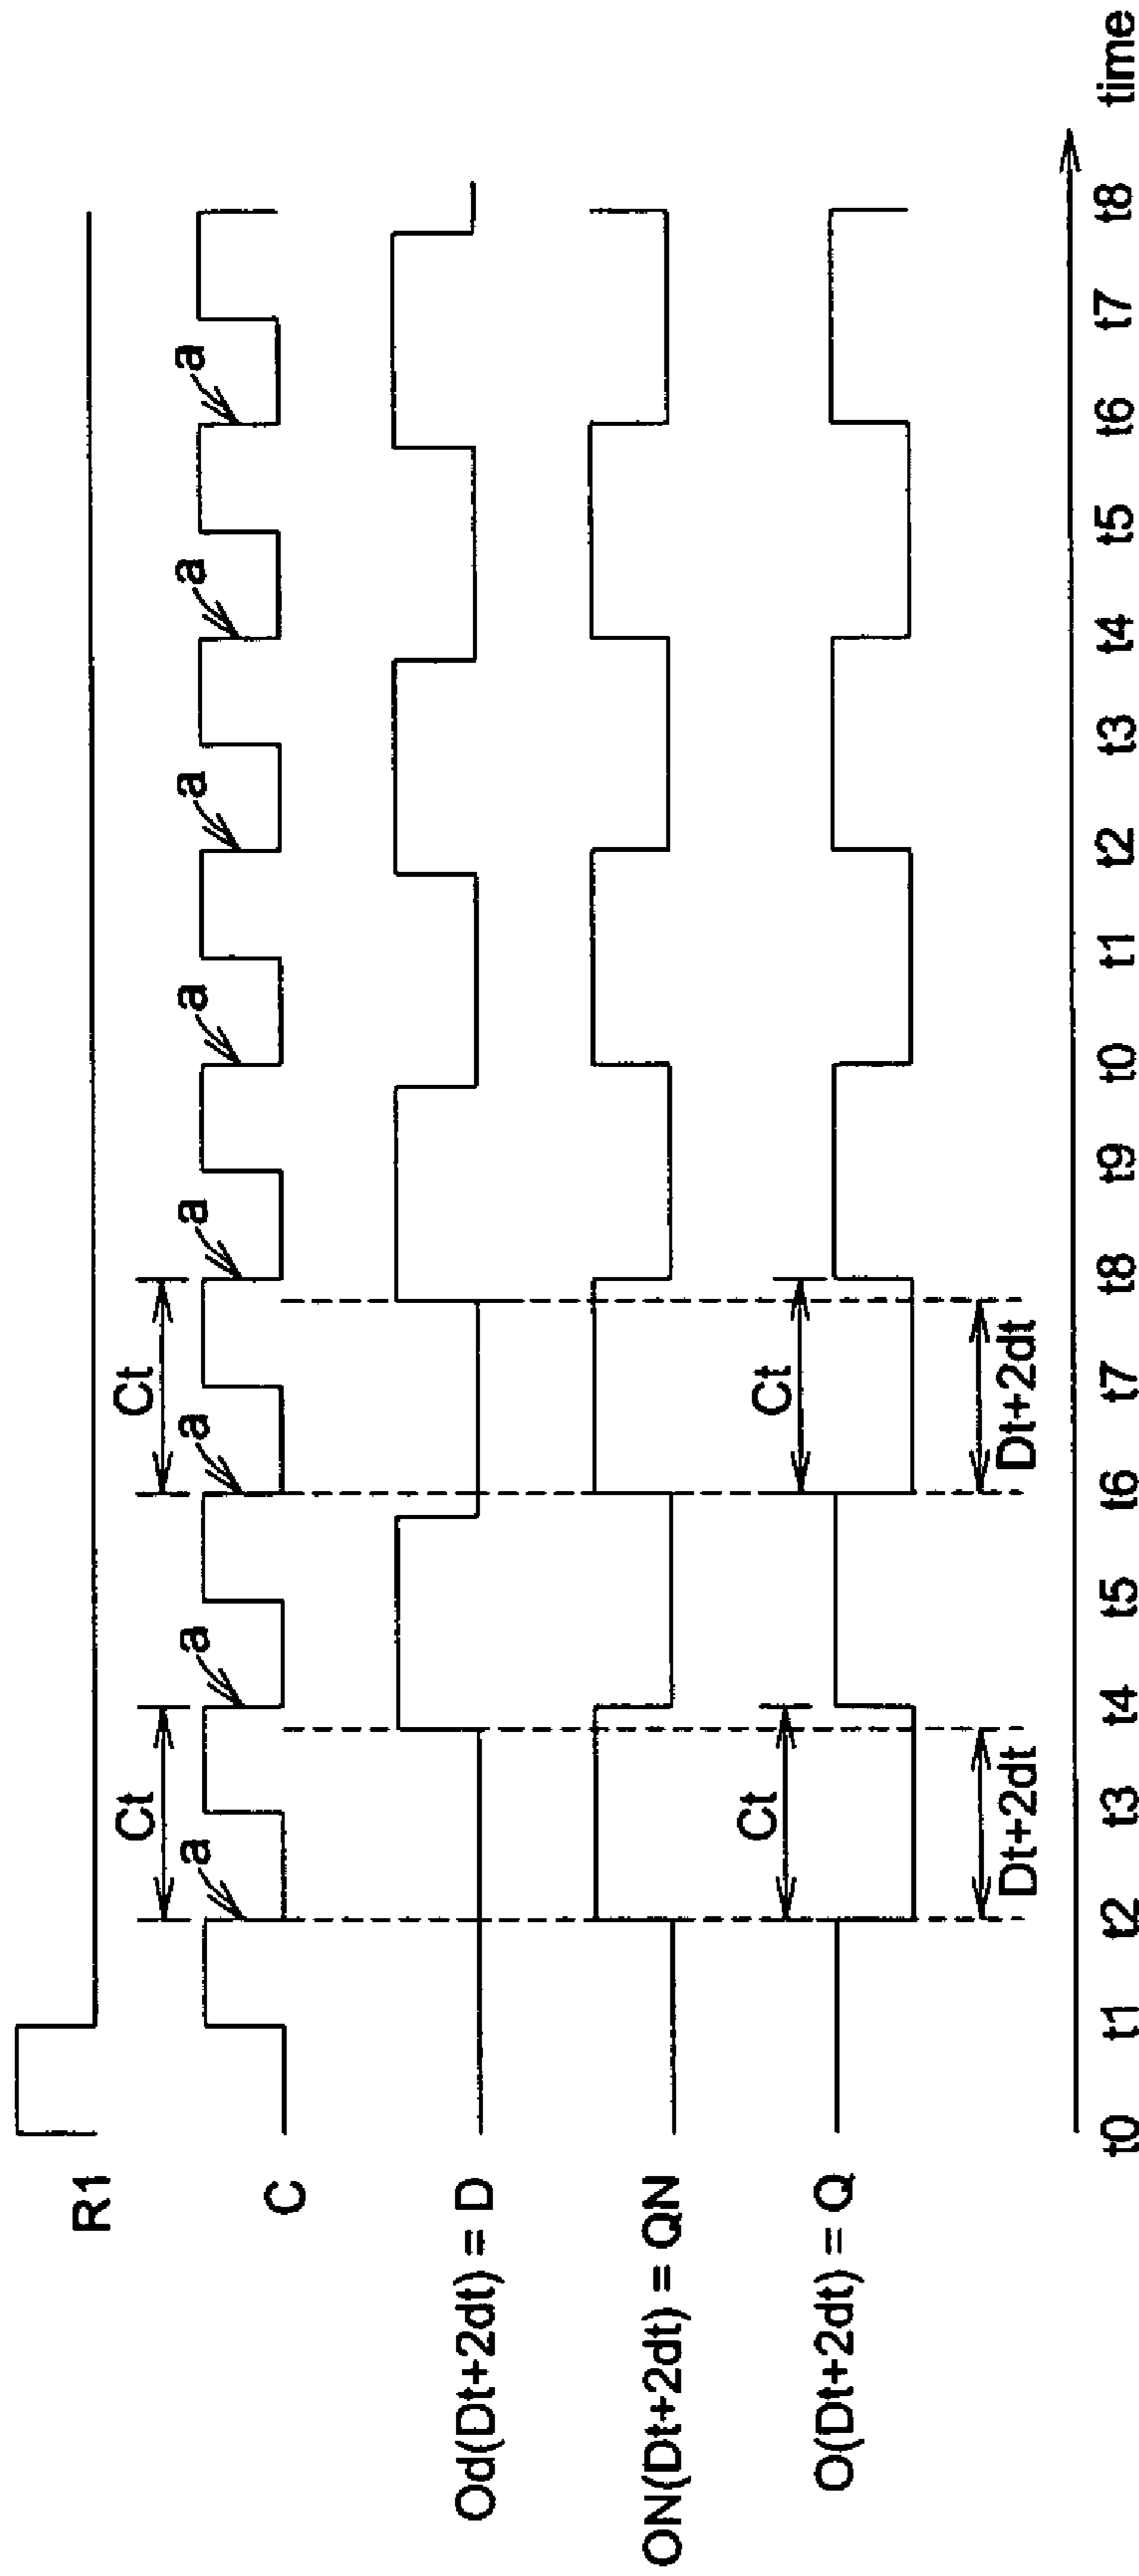 R1
C
Od(Dt+2dt) = D
ON(Dt+2dt) = QN
O(Dt+2dt) = Q
Ct
Ct
a
a
a
a
a
a
a
a
Ct
Ct
Dt+2dt
Dt+2dt
t0 t1 t2 t3 t4 t5 t6 t7 t8 t9 t0 t1 t2 t3 t4 t5 t6 t7 t8 time